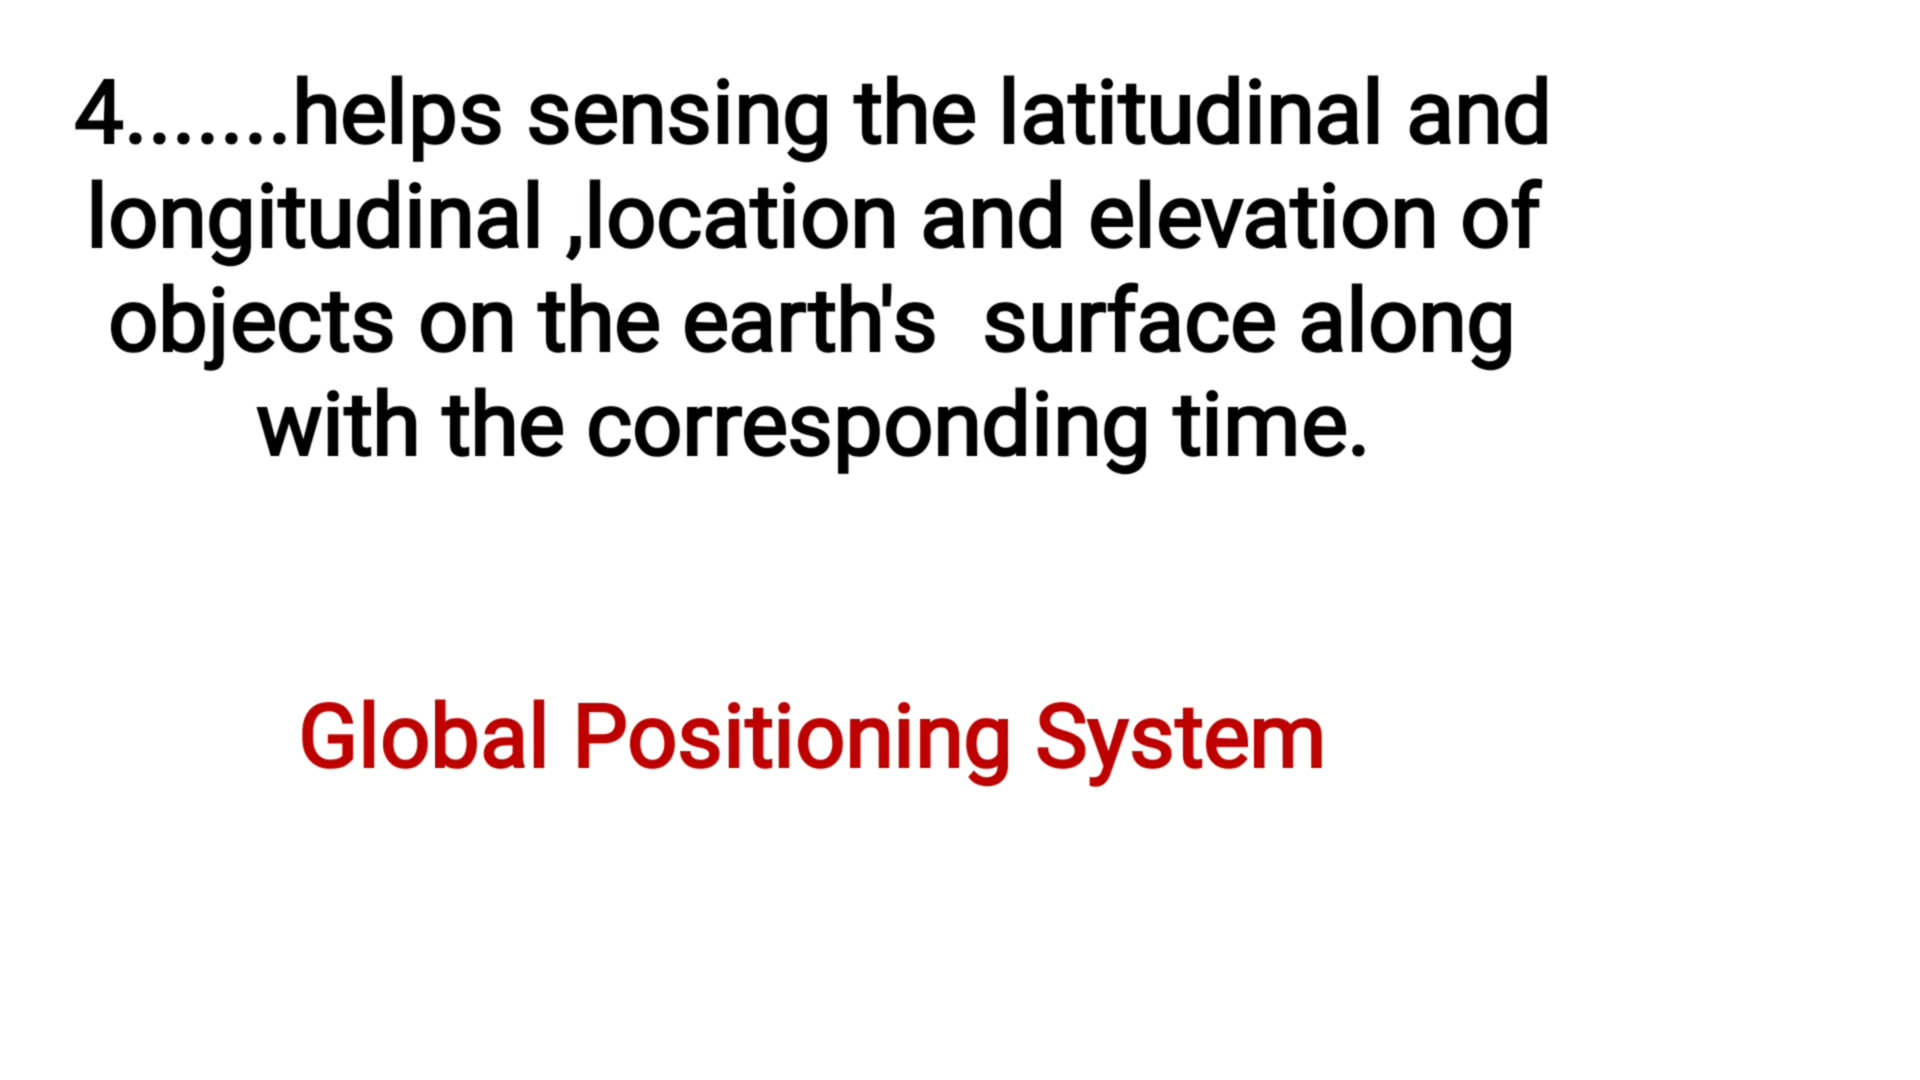 4.......helps sensing the latitudinal and
longitudinal ,location and elevation of
objects on the earth's  surface along
with the corresponding time.
Global Positioning System